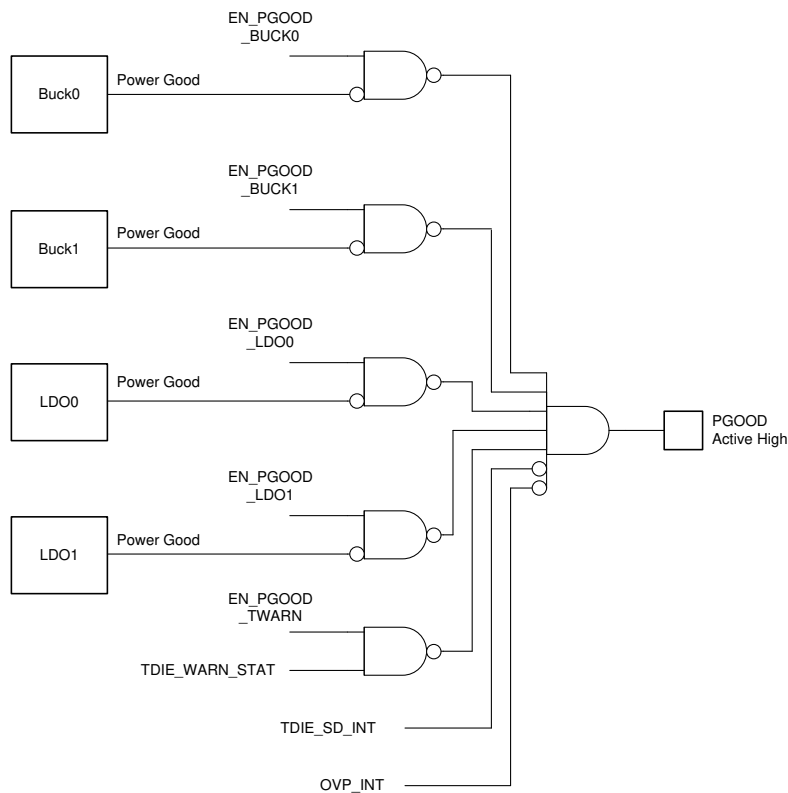 EN_PGOOD
_BUCK0
Buck0
Power Good
EN_PGOOD
_BUCK1
Buck1
Power Good
EN_PGOOD
_LDO0
LDO0
Power Good
PGOOD
Active High
EN_PGOOD
_LDO1
LDO1
Power Good
EN_PGOOD
_TWARN
TDIE_WARN_STAT
TDIE_SD_INT
OVP_INT